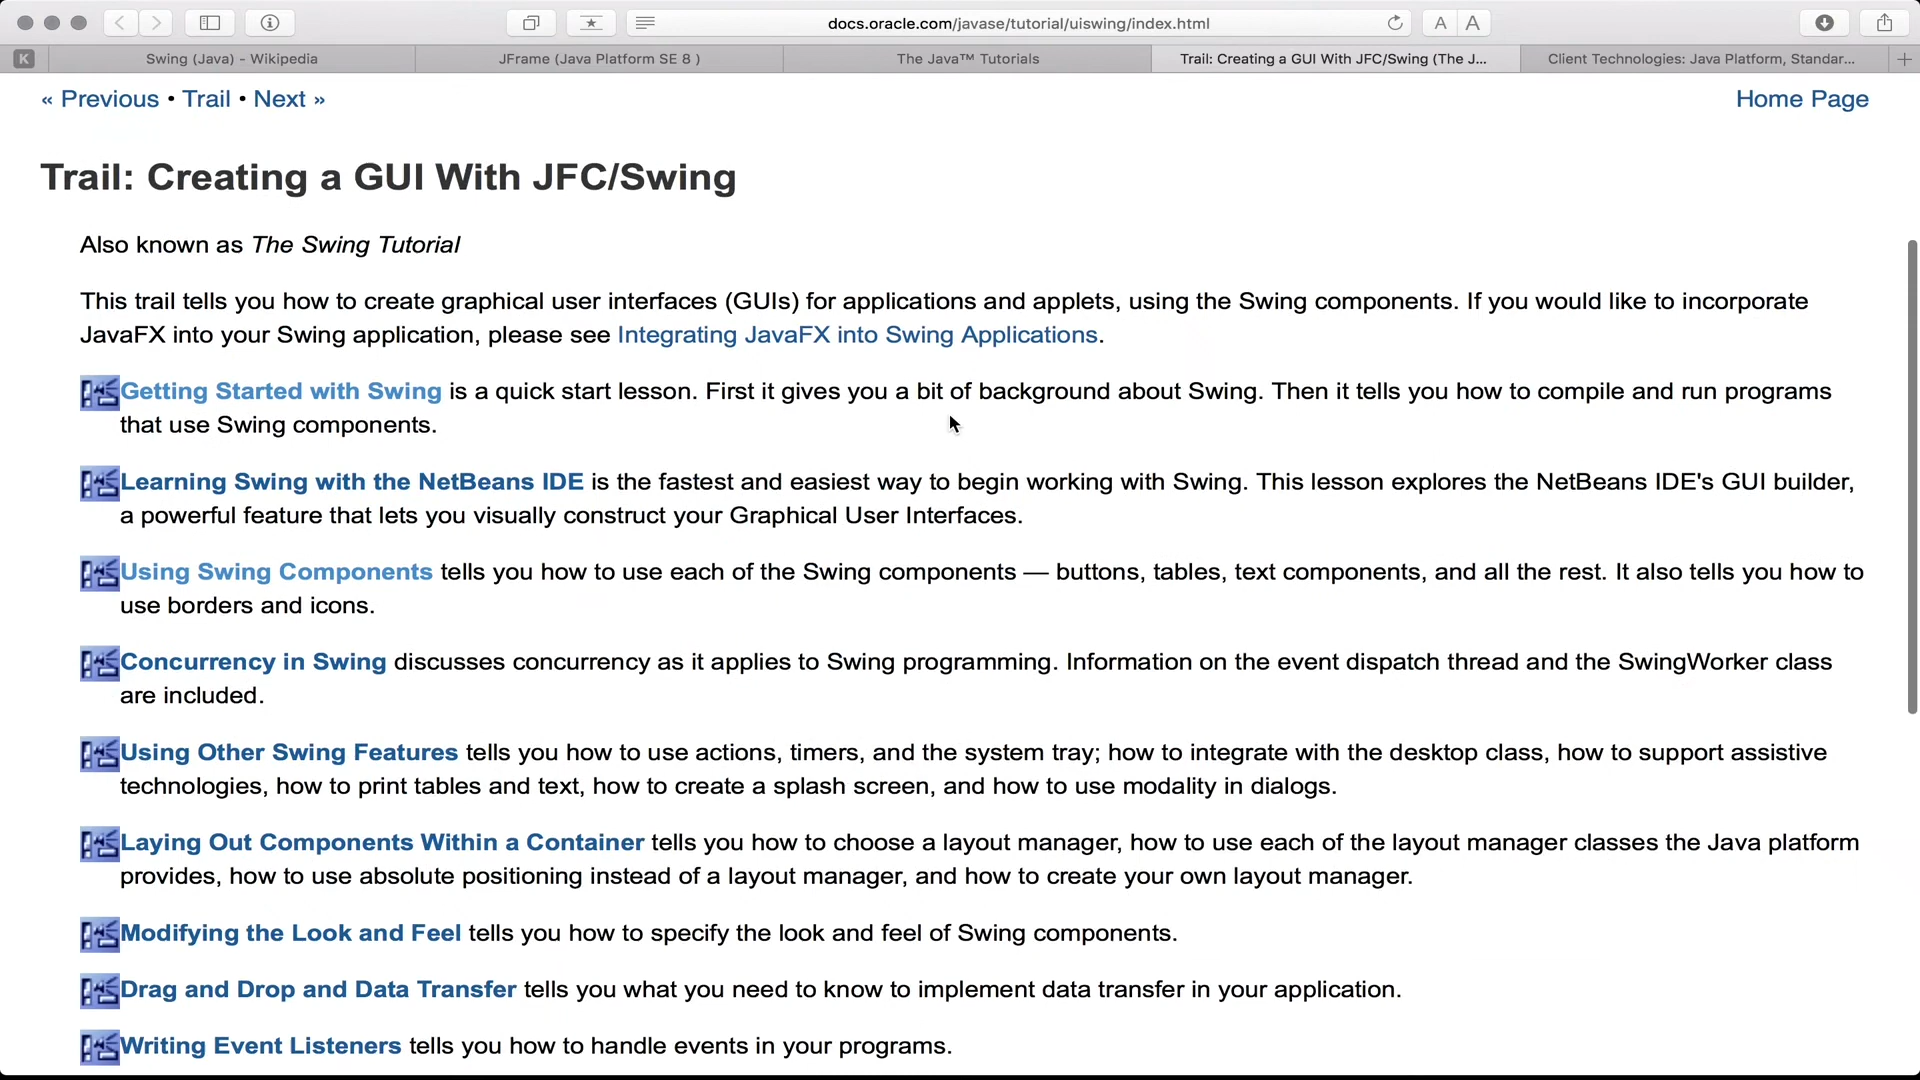 docs.oracle.com/javase/tutorial/uiswing/index.html
A A
K
Swing (Java) - Wikipedia
JFrame (Java Platform SE 8 )
The Java™ Tutorials
Trail: Creating a GUI With JFC/Swing (The J...
Client Technologies: Java Platform, Standar...
« Previous • Trail • Next »
Home Page
Trail: Creating a GUI With JFC/Swing
Also known as The Swing Tutorial
This trail tells you how to create graphical user interfaces (GUIs) for applications and applets, using the Swing components. If you would like to incorporate
JavaFX into your Swing application, please see Integrating JavaFX into Swing Applications.
Getting Started with Swing is a quick start lesson. First it gives you a bit of background about Swing. Then it tells you how to compile and run programs
that use Swing components.
Learning Swing with the NetBeans IDE is the fastest and easiest way to begin working with Swing. This lesson explores the NetBeans IDE's GUI builder,
a powerful feature that lets you visually construct your Graphical User Interfaces.
Using Swing Components tells you how to use each of the Swing components — buttons, tables, text components, and all the rest. It also tells you how to
use borders and icons.
Concurrency in Swing discusses concurrency as it applies to Swing programming. Information on the event dispatch thread and the SwingWorker class
are included.
Using Other Swing Features tells you how to use actions, timers, and the system tray; how to integrate with the desktop class, how to support assistive
technologies, how to print tables and text, how to create a splash screen, and how to use modality in dialogs.
Laying Out Components Within a Container tells you how to choose a layout manager, how to use each of the layout manager classes the Java platform
provides, how to use absolute positioning instead of a layout manager, and how to create your own layout manager.
Modifying the Look and Feel tells you how to specify the look and feel of Swing components.
Drag and Drop and Data Transfer tells you what you need to know to implement data transfer in your application.
Writing Event Listeners tells you how to handle events in your programs.